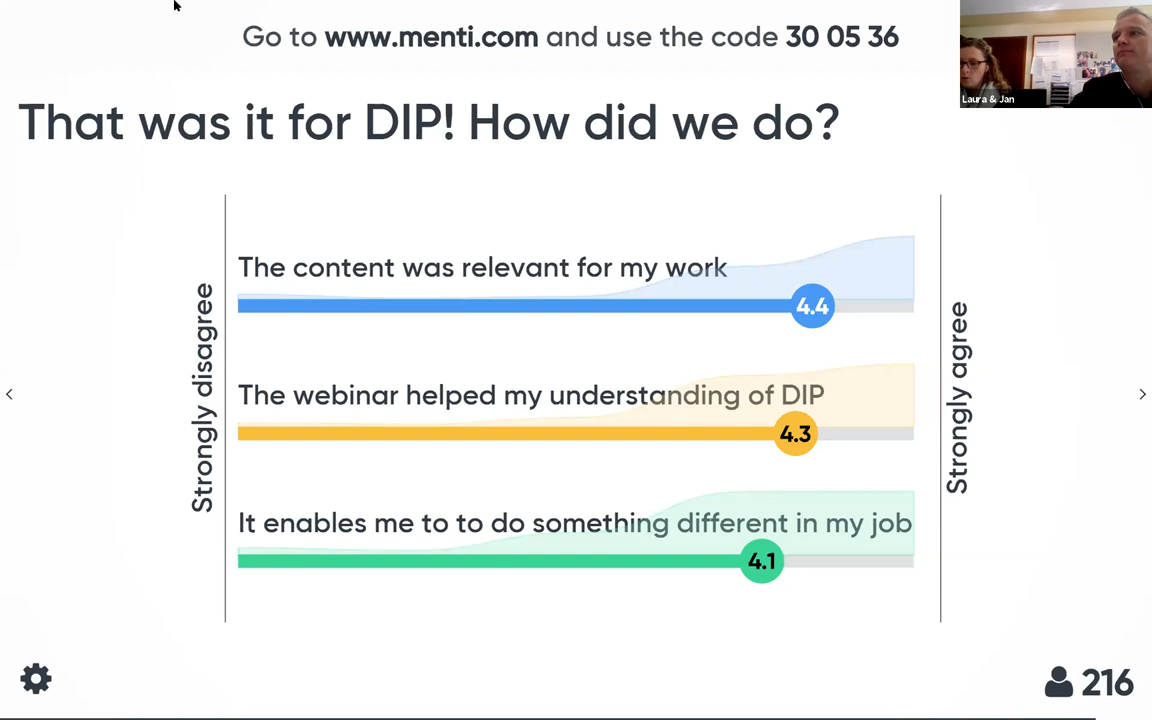 Go to www.menti.com and use the code 30 05 36
Laura & Jan
That was it for DIP! How did we do?
Strongly disagree
The content was relevant for my work
4.4
The webinar helped my understanding of DIP
4.3
It enables me to to do something different in my job
4.1
Strongly agree
216